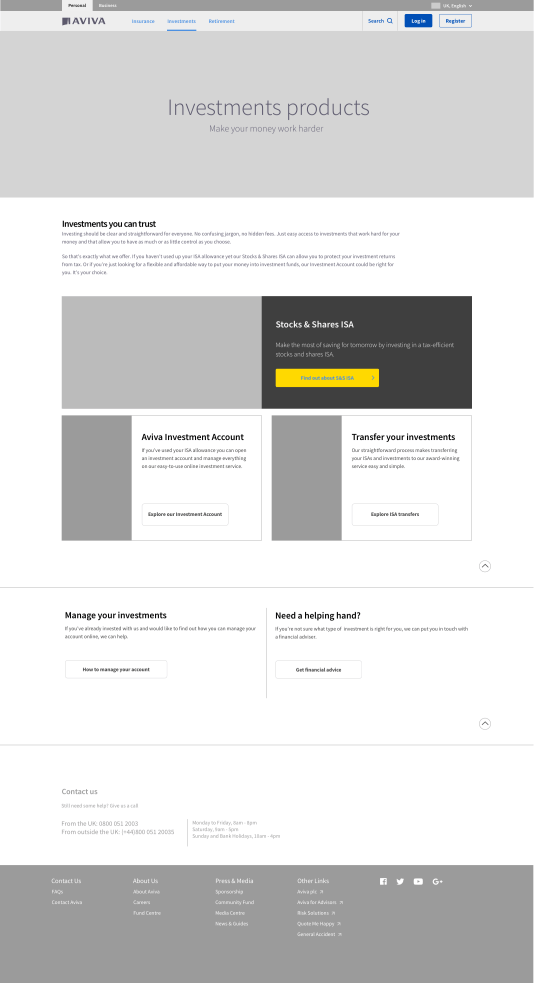 Personal Business
UK, English
AVIVA Insurance Investments Retirement Search Log in Register
Investments products
Make your money work harder
Investments you can trust
Investing should be clear and straightforward for everyone. No confusing jargon, no hidden fees. Just easy access to investments that work hard for your
money and that allow you to have as much or as little control as you choose.
So that's exactly what we offer. If you haven't used up your ISA allowance yet our Stocks & Shares ISA can allow you to protect your investment returns
from tax. Or if you're just looking for a flexible and affordable way to put your money into investment funds, our Investment Account could be right for
you. It's your choice.
Stocks & Shares ISA
Make the most of saving for tomorrow by investing in a tax-efficient
stocks and shares ISA.
Find out about S&S ISA
Aviva Investment Account
If you've used your ISA allowance you can open
an investment account and manage everything
on our easy-to-use online investment service.
Explore our Investment Account
Transfer your investments
Our straightforward process makes transferring
your ISAs and investments to our award-winning
service easy and simple.
Explore ISA transfers
Manage your investments
If you've already invested with us and would like to find out how you can manage your
account online, we can help.
How to manage your account
Need a helping hand?
If you're not sure what type of investment is right for you, we can put you in touch with
a financial adviser.
Get financial advice
Contact us
Still need some help? Give us a call
From the UK: 0800 051 2003
From outside the UK: (+44)800 051 20035
Monday to Friday, 8am - 8pm
Saturday, 9am - 5pm
Sunday and Bank Holidays, 10am - 4pm
Contact Us
FAQs
Contact Aviva
About Us
About Aviva
Careers
Fund Centre
Press & Media
Sponsorship
Community Fund
Media Centre
News & Guides
Other Links
Aviva plc
Aviva for Advisers
Risk Solutions
Quote Me Happy
General Accident